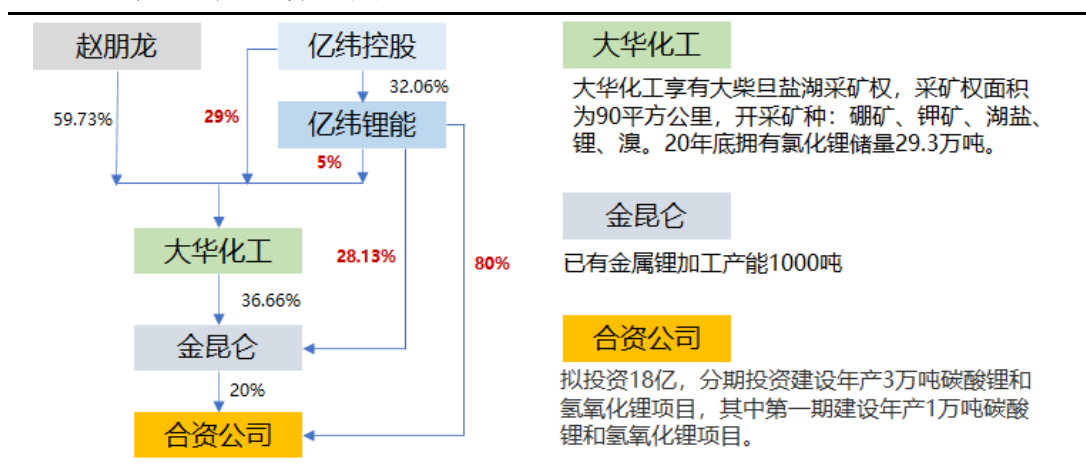 赵朋龙
亿纬控股
32.06%
59.73%
29%
亿纬锂能
5%
大华化工
28.13%
80%
36.66%
金昆仑
20%
合资公司
大华化工
大华化工享有大柴旦盐湖采矿权，采矿权面积
为90平方公里，开采矿种：硼矿、钾矿、湖盐、
锂、溴。20年底拥有氯化锂储量29.3万吨。
金昆仑
已有金属锂加工产能1000吨
合资公司
拟投资18亿，分期投资建设年产3万吨碳酸锂和
氢氧化锂项目，其中第一期建设年产1万吨碳酸
锂和氢氧化锂项目。